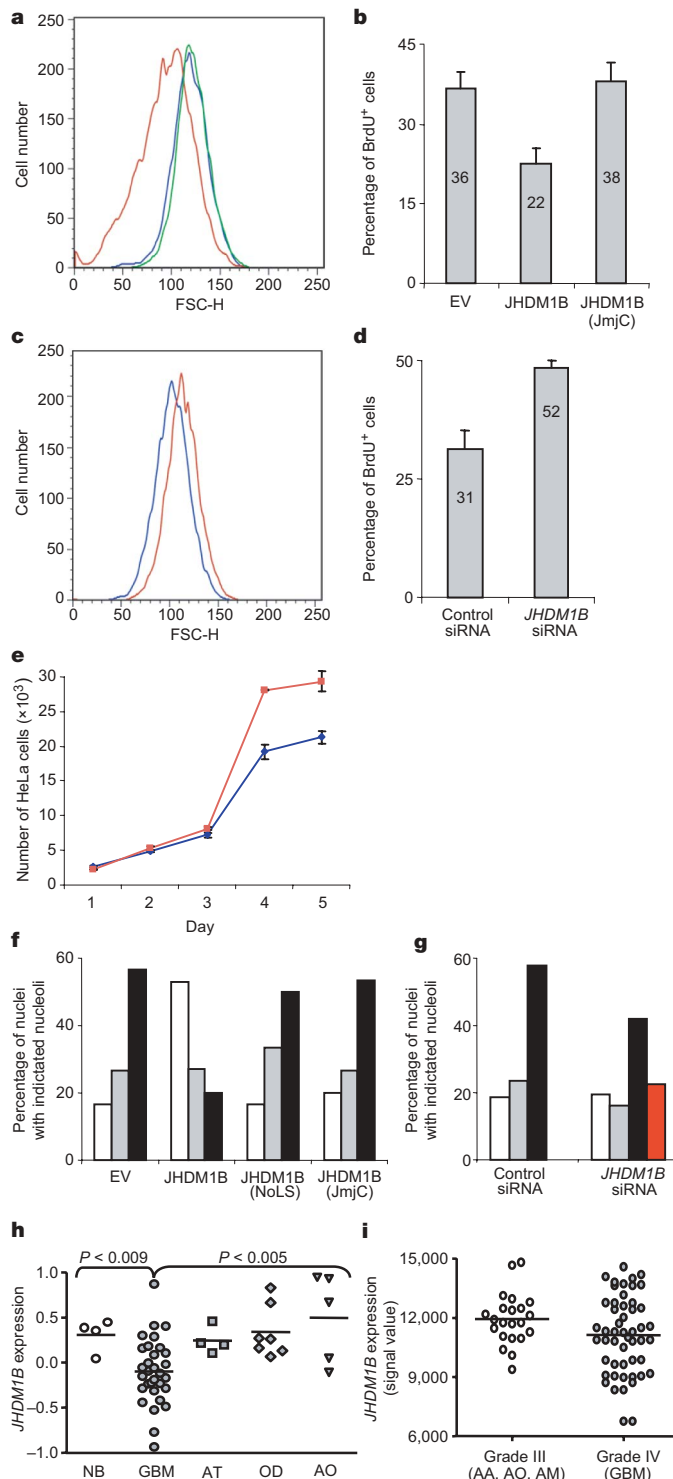 a
Cell number
250
200
150
100
50
0
0 50 100 150 200 250
FSC-H
b
Percentage of BrdU+ cells
45
30
15
0
36
22
38
EV
JHDM1B
JHDM1B
(JmjC)
c
Cell number
250
200
150
100
50
0
0 50 100 150 200 250
FSC-H
d
Percentage of BrdU+ cells
50
25
0
31
52
Control
siRNA
JHDM1B
siRNA
e
Number of HeLa cells (×10³)
30
25
20
15
10
5
0
1 2 3 4 5
Day
f
Percentage of nuclei
with indictated nucleoli
60
40
20
0
EV
JHDM1B
JHDM1B
(NoLS)
JHDM1B
(JmjC)
g
Percentage of nuclei
with indictated nucleoli
60
40
20
0
Control
siRNA
JHDM1B
siRNA
h
P < 0.009
P < 0.005
JHDM1B expression
1.0
0.5
0.0
−0.5
−1.0
NB GBM AT OD AO
i
JHDM1B expression
(signal value)
15,000
12,000
9,000
6,000
Grade III
(AA, AO, AM)
Grade IV
(GBM)